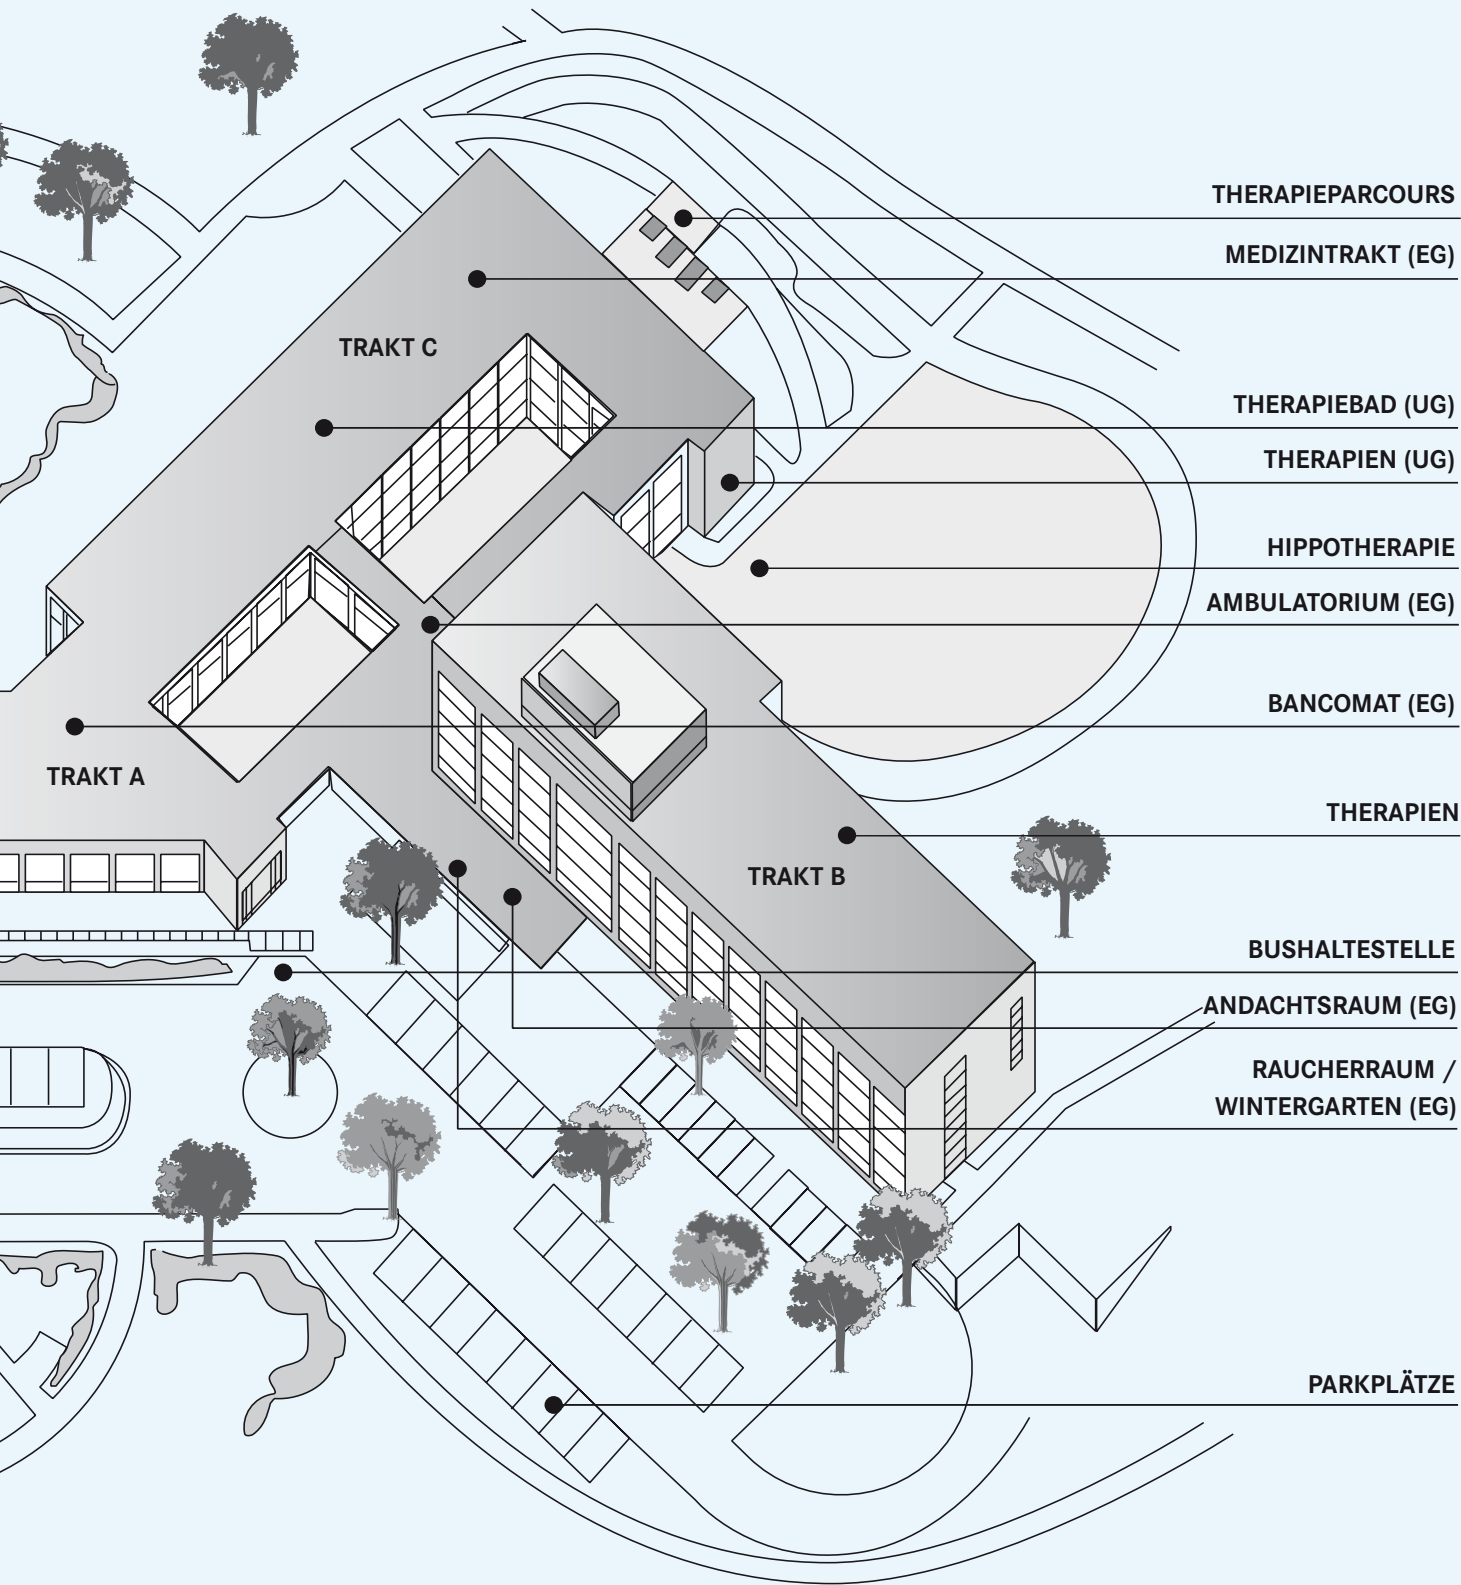 THERAPIEPARCOURS
MEDIZINTRAKT (EG)
TRAKT C
THERAPIEBAD (UG)
THERAPIEN (UG)
HIPPOTHERAPIE
AMBULATORIUM (EG)
BANCOMAT (EG)
TRAKT A
THERAPIEN
TRAKT B
BUSHALTESTELLE
ANDACHTSRAUM (EG)
RAUCHERRAUM /
WINTERGARTEN (EG)
PARKPLÄTZE